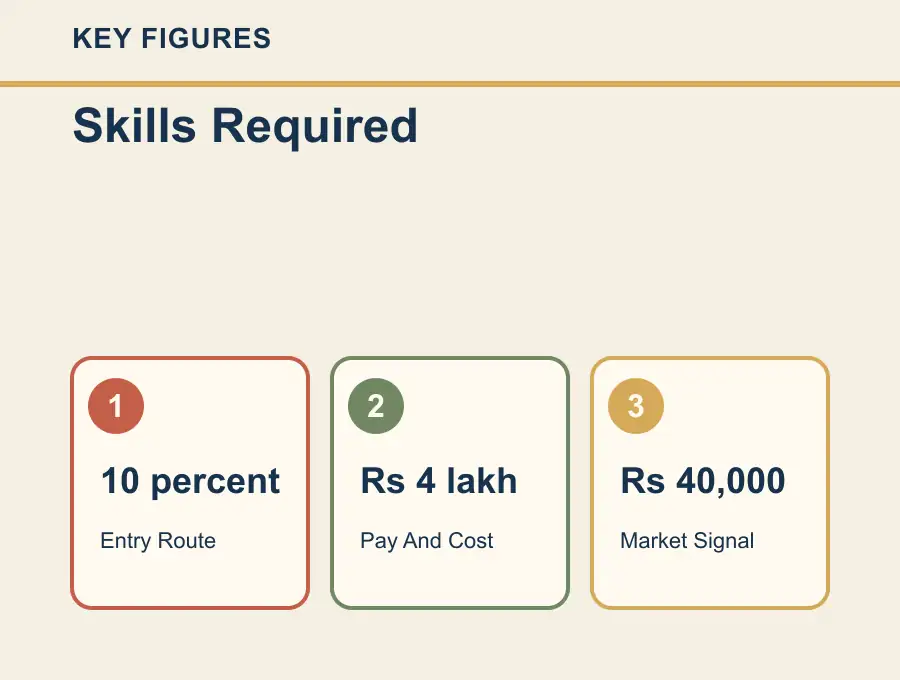 KEY FIGURES
Skills Required
1
10 percent
Entry Route
2
Rs 4 lakh
Pay And Cost
3
Rs 40,000
Market Signal